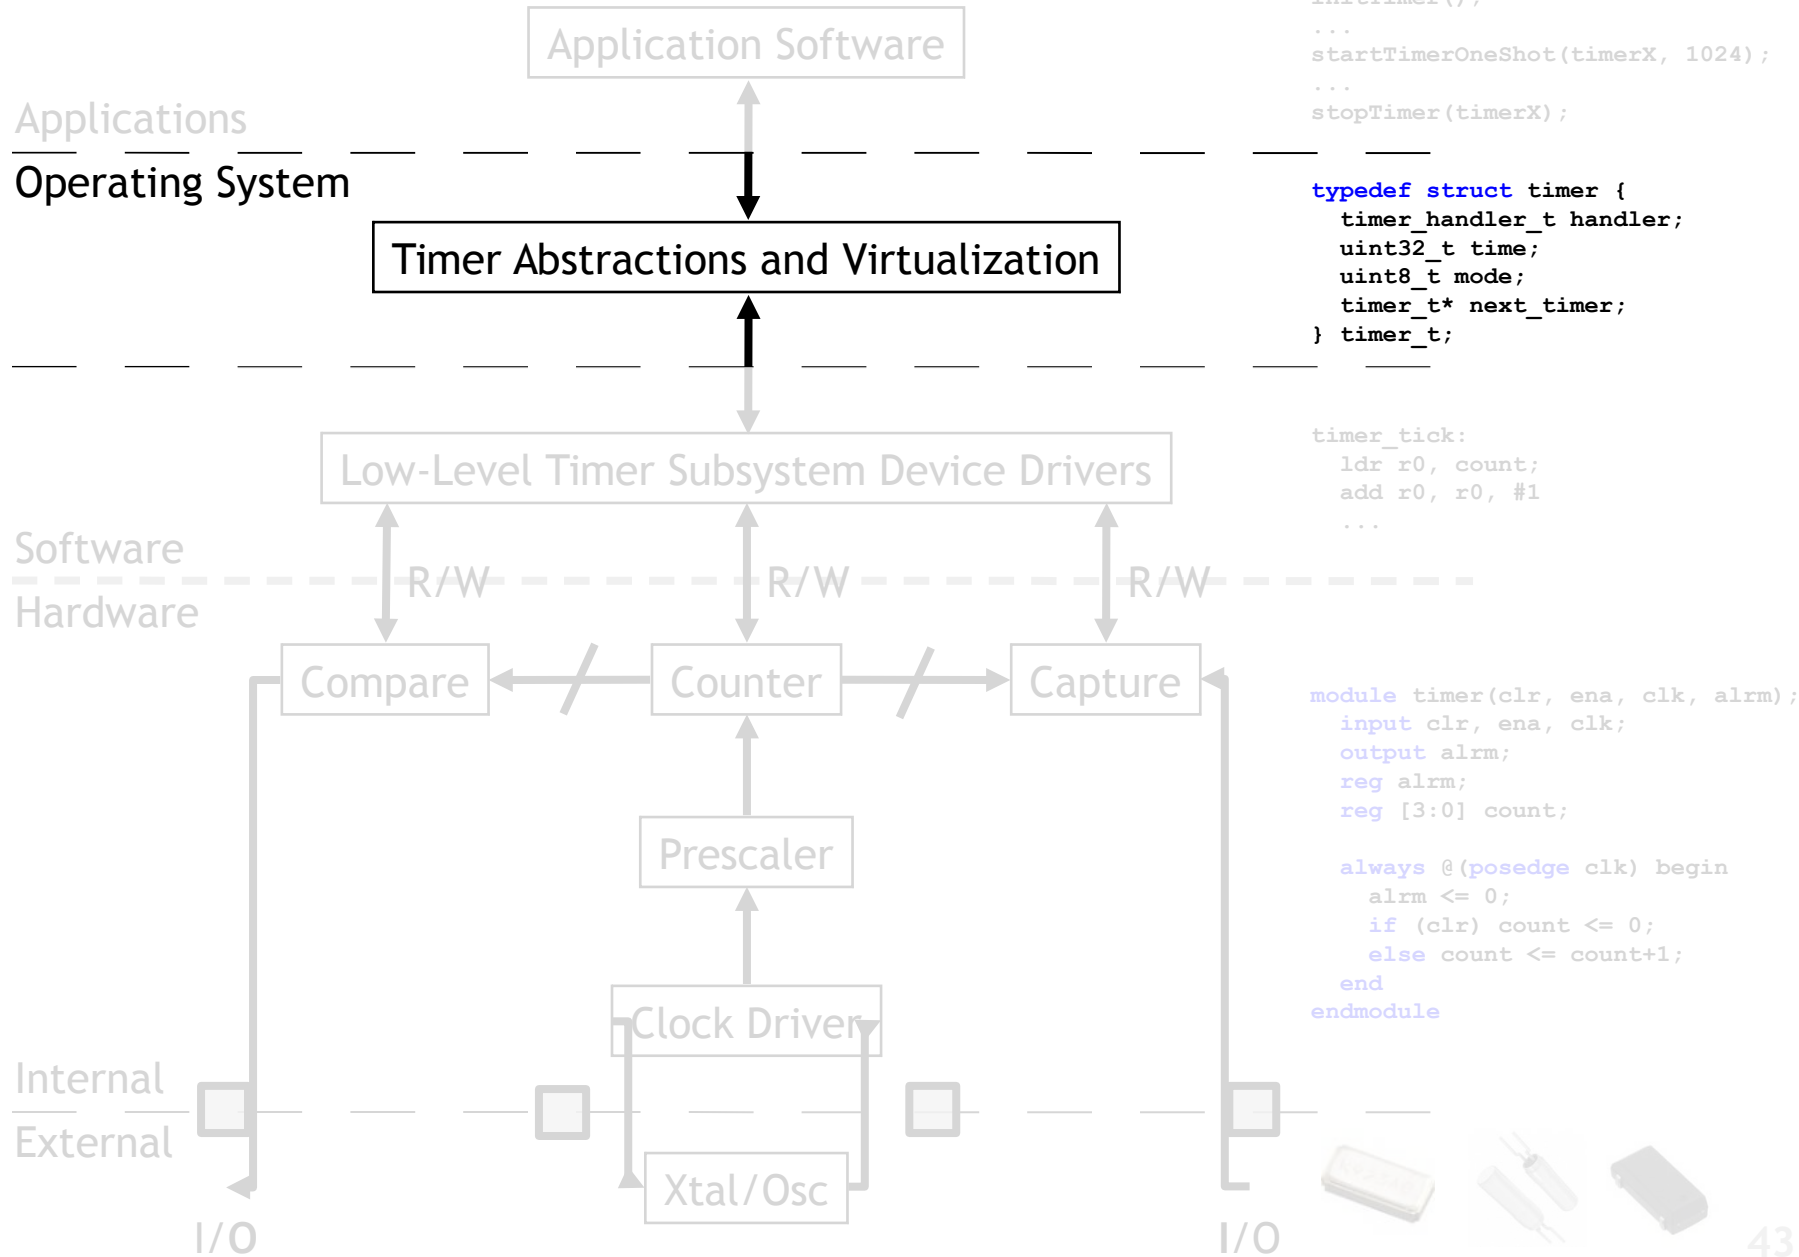 Application Software
Applications
Operating System
Timer Abstractions and Virtualization
Low-Level Timer Subsystem Device Drivers
Software
R/W R/W R/W
Hardware
Compare Counter Capture
Prescaler
Clock Driver
Internal
External
Xtal/Osc
I/O I/O
...
startTimerOneShot(timerX, 1024);
...
stopTimer(timerX);
typedef struct timer {
timer_handler_t handler;
uint32_t time;
uint8_t mode;
timer_t* next_timer;
} timer_t;
timer_tick:
ldr r0, count;
add r0, r0, #1
...
module timer(clr, ena, clk, alrm);
input clr, ena, clk;
output alrm;
reg alrm;
reg [3:0] count;
always @(posedge clk) begin
alrm <= 0;
if (clr) count <= 0;
else count <= count+1;
end
endmodule
43